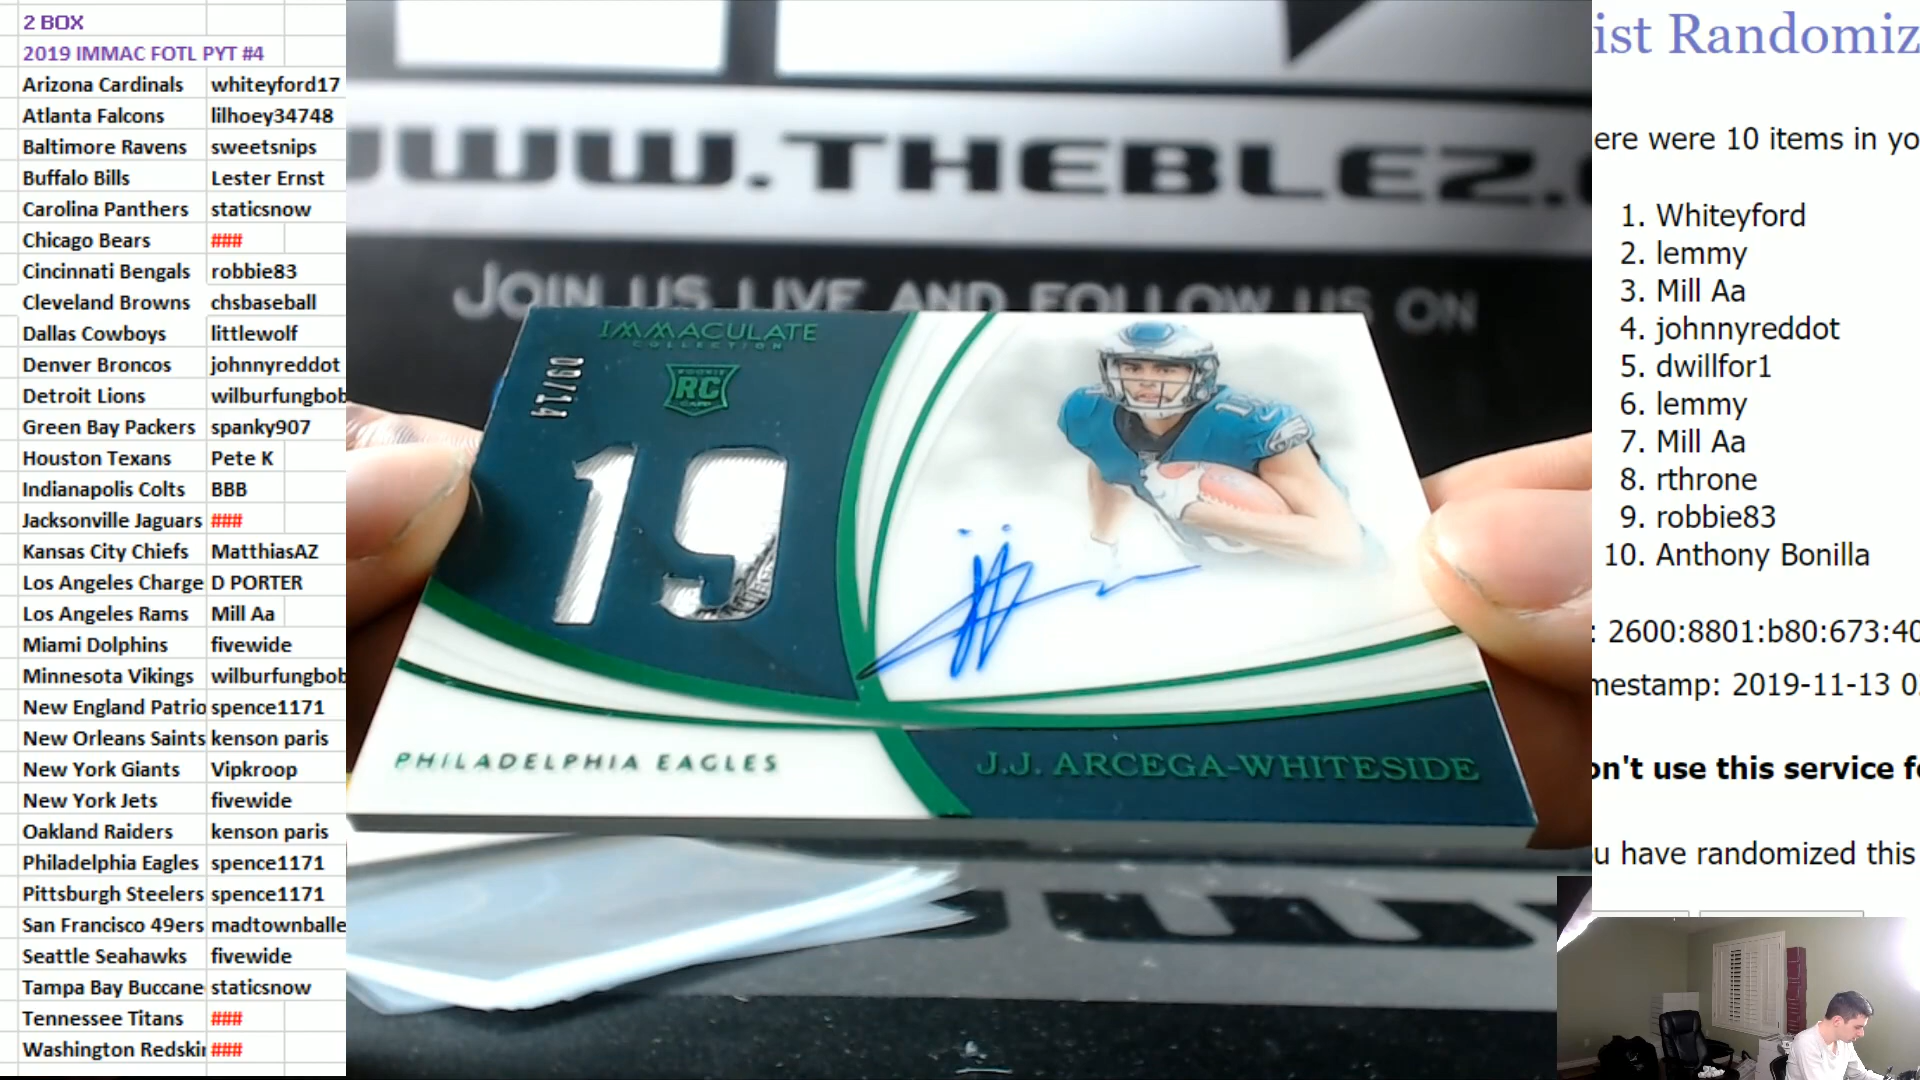 2 BOX
2019 IMMAC FOTL PYT #4
Arizona Cardinals whiteyford17
Atlanta Falcons lilhoey34748
Baltimore Ravens sweetsnips
Buffalo Bills Lester Ernst
Carolina Panthers staticsnow
Chicago Bears ###
Cincinnati Bengals robbie83
Cleveland Browns chsbaseball
Dallas Cowboys littlewolf
Denver Broncos johnnyreddot
Detroit Lions wilburfungbob
Green Bay Packers spanky907
Houston Texans Pete K
Indianapolis Colts BBB
Jacksonville Jaguars ###
Kansas City Chiefs MatthiasAZ
Los Angeles Charge D PORTER
Los Angeles Rams Mill Aa
Miami Dolphins fivewide
Minnesota Vikings wilburfungbob
New England Patrio spence1171
New Orleans Saints kenson paris
New York Giants Vipkroop
New York Jets fivewide
Oakland Raiders kenson paris
Philadelphia Eagles spence1171
Pittsburgh Steelers spence1171
San Francisco 49ers madtownballe
Seattle Seahawks fivewide
Tampa Bay Buccane staticsnow
Tennessee Titans ###
Washington Redski ###
WWW.THEBLEZ.
JOIN US LIVE AND FOLLOW US ON
IMMACULATE
COLLECTION
09/14
ROOKIE
RC
CARD
19
PHILADELPHIA EAGLES
J.J. ARCEGA-WHITESIDE
ist Randomiz
ere were 10 items in yo
1. Whiteyford
2. lemmy
3. Mill Aa
4. johnnyreddot
5. dwillfor1
6. lemmy
7. Mill Aa
8. rthrone
9. robbie83
10. Anthony Bonilla
: 2600:8801:b80:673:40
mestamp: 2019-11-13 0
on't use this service f
u have randomized this